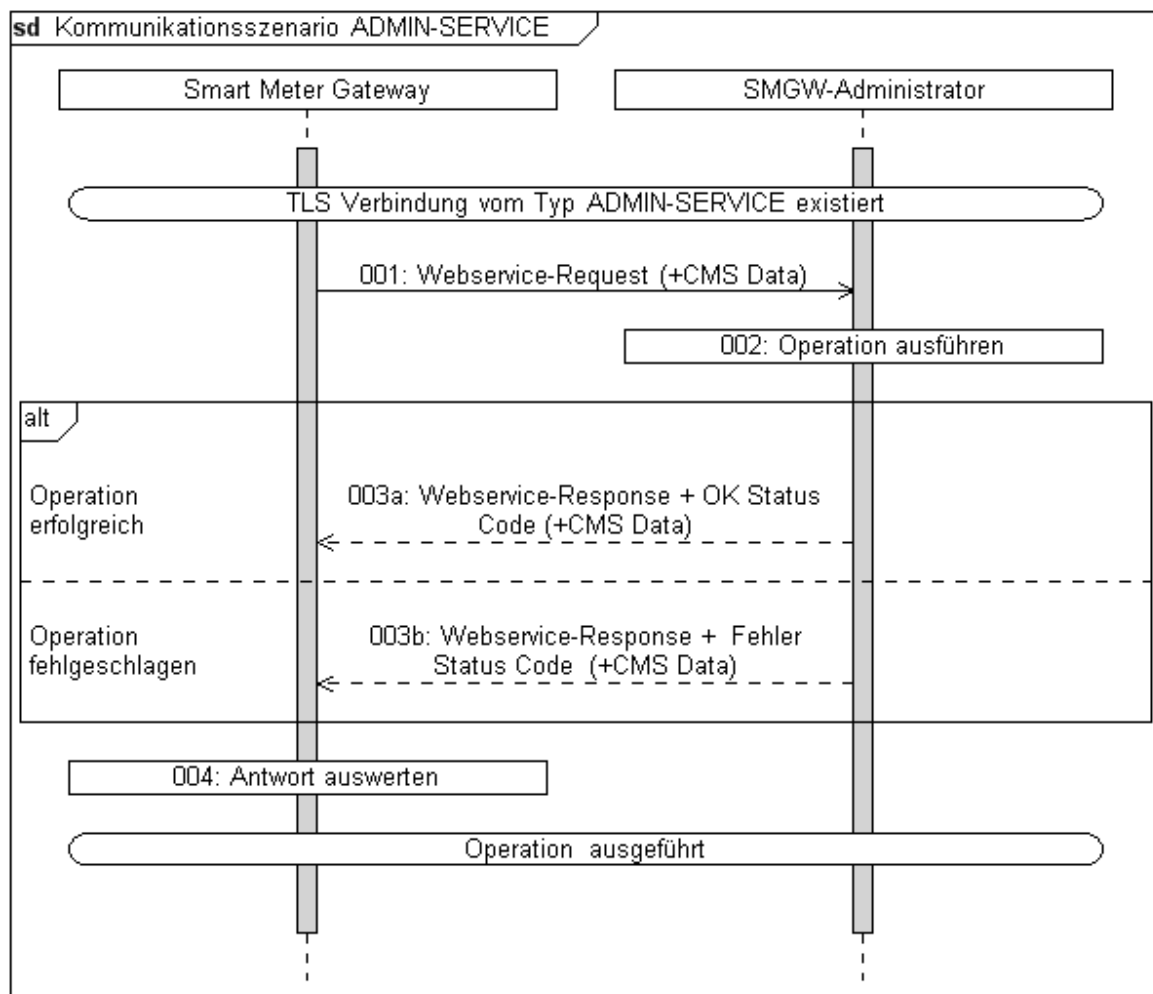 sd Kommunikationsszenario ADMIN-SERVICE
Smart Meter Gateway
SMGW-Administrator
TLS Verbindung vom Typ ADMIN-SERVICE existiert
001: Webservice-Request (+CMS Data)
002: Operation ausführen
alt
Operation
erfolgreich
003a: Webservice-Response + OK Status
Code (+CMS Data)
Operation
fehlgeschlagen
003b: Webservice-Response + Fehler
Status Code (+CMS Data)
004: Antwort auswerten
Operation ausgeführt